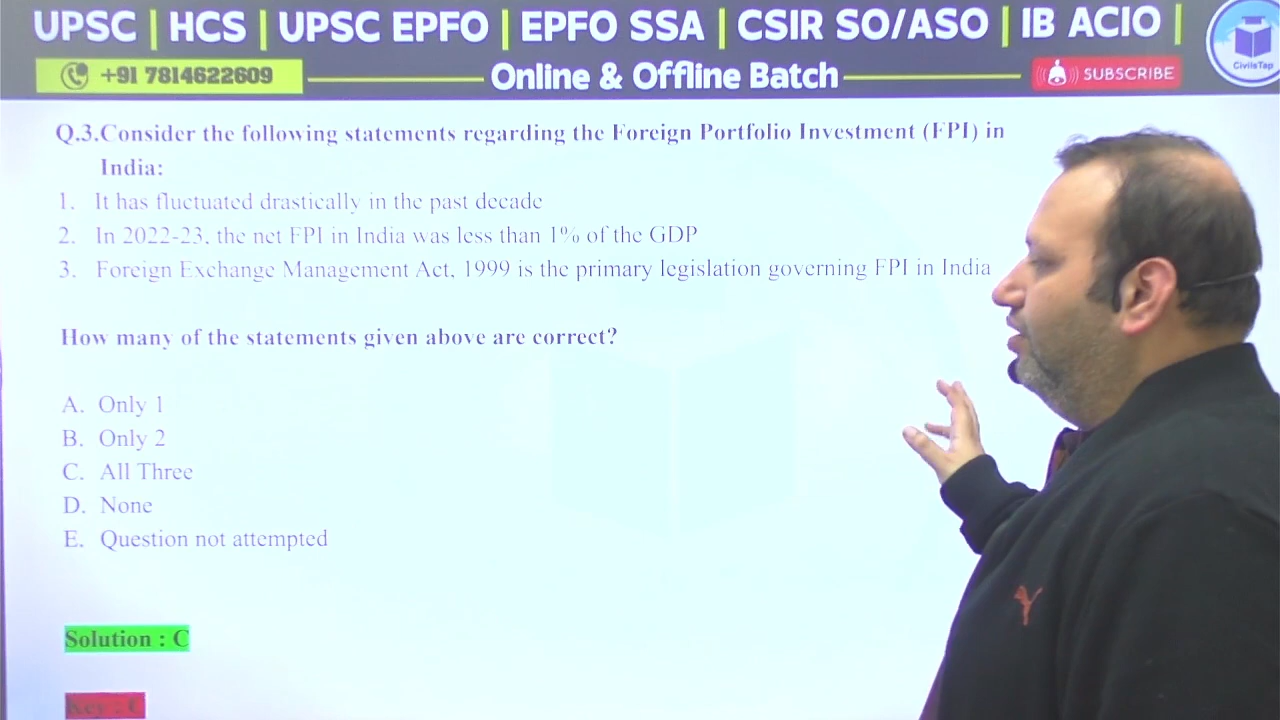 UPSC | HCS | UPSC EPFO | EPFO SSA | CSIR SO/ASO | IB ACIO |
+91 7814622609
Online & Offline Batch
SUBSCRIBE
CivilsTap
Q.3.Consider the following statements regarding the Foreign Portfolio Investment (FPI) in
India:
1. It has fluctuated drastically in the past decade
2. In 2022-23, the net FPI in India was less than 1% of the GDP
3. Foreign Exchange Management Act, 1999 is the primary legislation governing FPI in India
How many of the statements given above are correct?
A. Only 1
B. Only 2
C. All Three
D. None
E. Question not attempted
Solution : C
Key : C